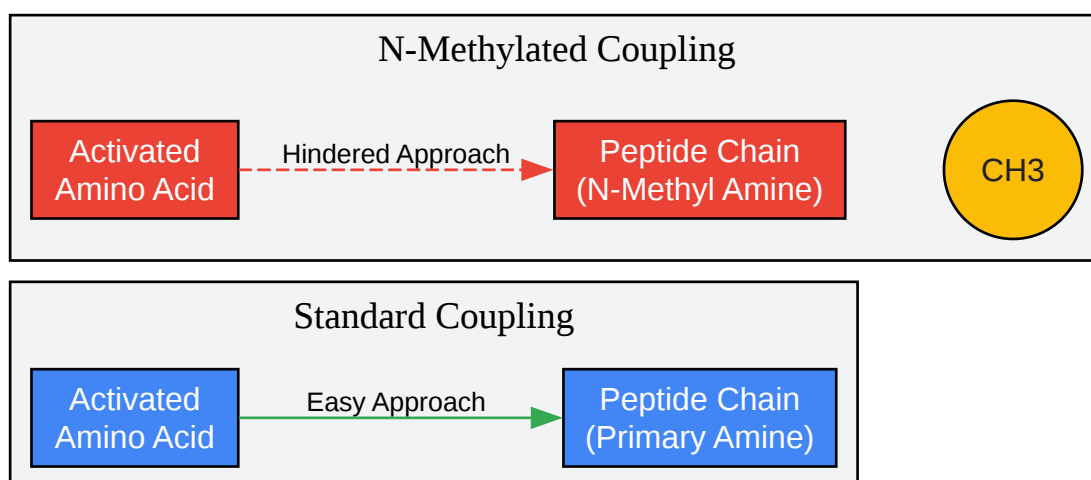 N-Methylated Coupling
Activated
Amino Acid
Hindered Approach
Peptide Chain
(N-Methyl Amine)
CH3
Standard Coupling
Activated
Amino Acid
Easy Approach
Peptide Chain
(Primary Amine)